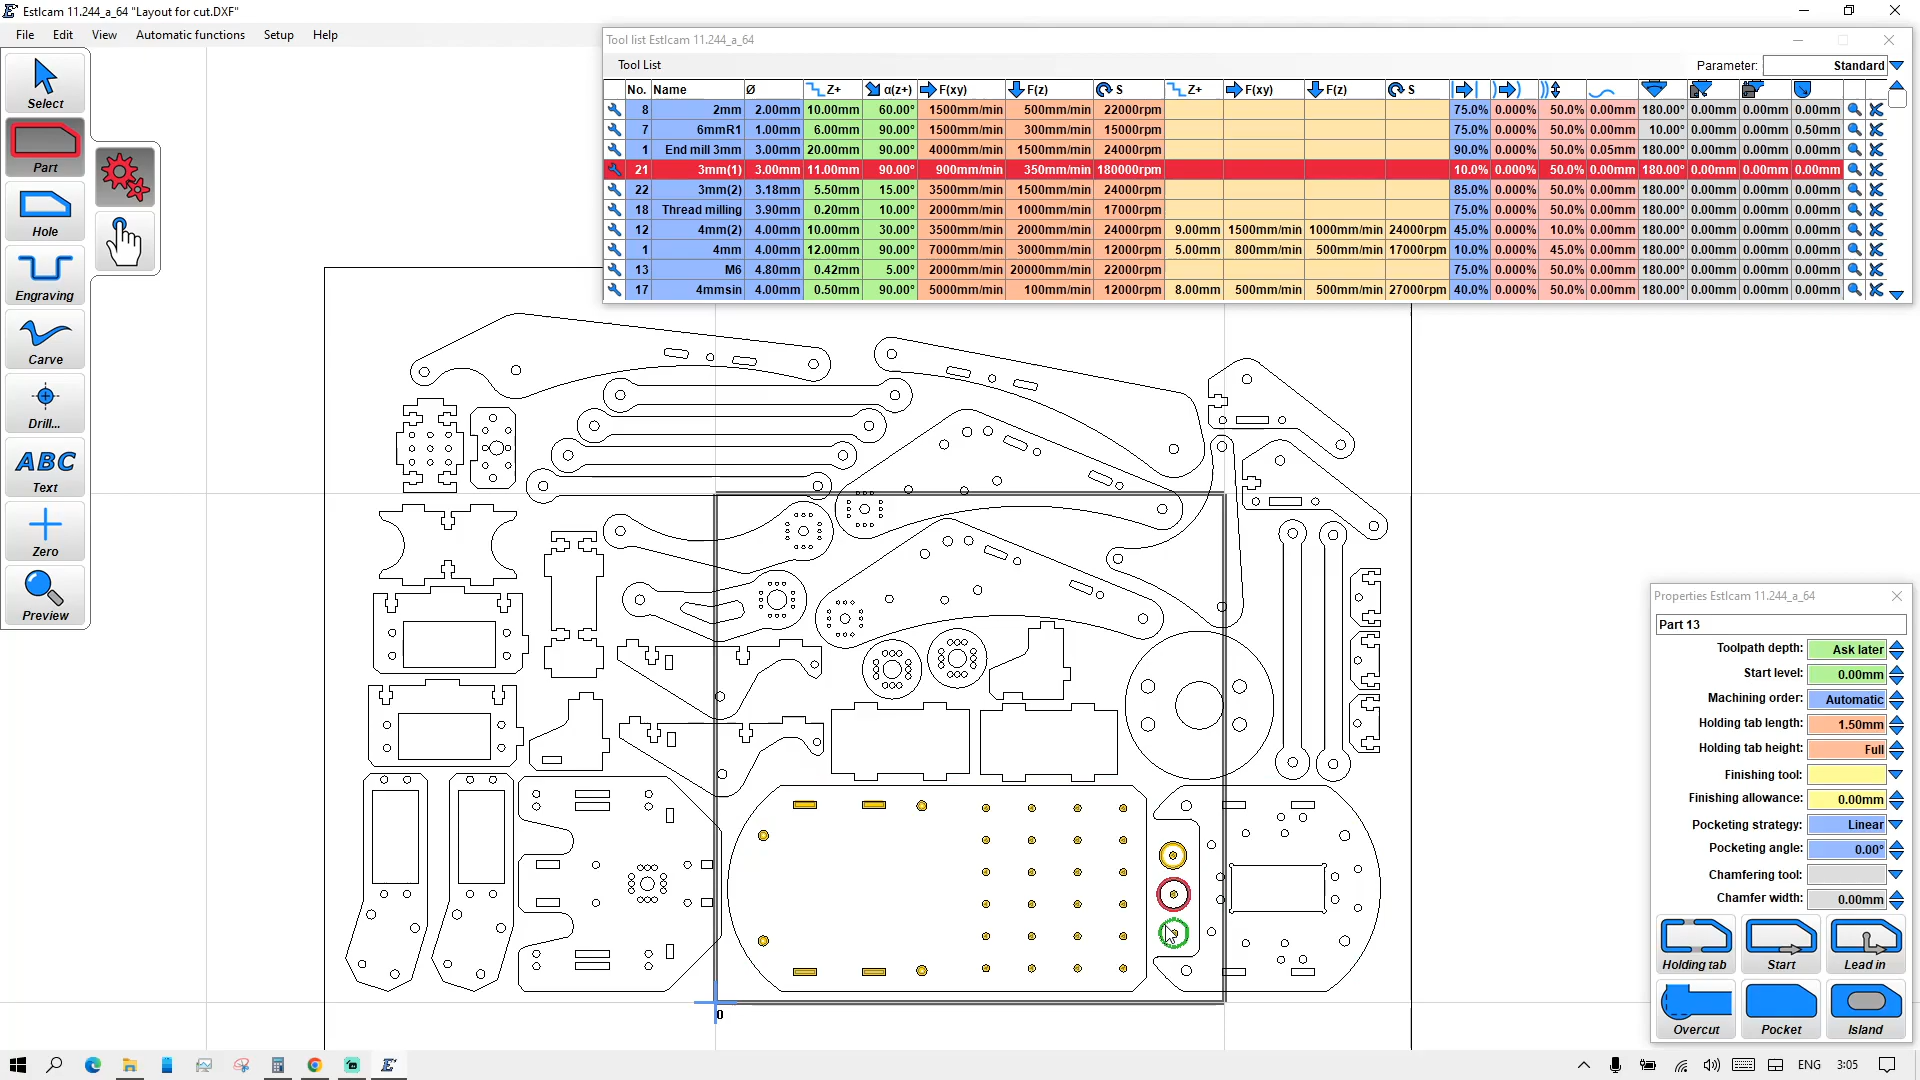 Estlcam 11.244_a_64 "Layout for cut.DXF"
File Edit View Automatic functions Setup Help
Tool list Estlcam 11.244_a_64
Tool List
Parameter: Standard
No. Name Ø Z+ α(z+) F(xy) F(z) S Z+ F(xy) F(z) S
8 2mm 2.00mm 10.00mm 60.00° 1500mm/min 500mm/min 22000rpm 75.0% 0.000% 50.0% 0.00mm 180.00° 0.00mm 0.00mm 0.00mm
7 6mmR1 1.00mm 6.00mm 90.00° 1500mm/min 300mm/min 15000rpm 75.0% 0.000% 50.0% 0.00mm 10.00° 0.00mm 0.00mm 0.50mm
1 End mill 3mm 3.00mm 20.00mm 90.00° 4000mm/min 1500mm/min 24000rpm 90.0% 0.000% 50.0% 0.05mm 180.00° 0.00mm 0.00mm 0.00mm
21 3mm(1) 3.00mm 11.00mm 90.00° 900mm/min 350mm/min 180000rpm 10.0% 0.000% 50.0% 0.00mm 180.00° 0.00mm 0.00mm 0.00mm
22 3mm(2) 3.18mm 5.50mm 15.00° 3500mm/min 1500mm/min 24000rpm 85.0% 0.000% 50.0% 0.00mm 180.00° 0.00mm 0.00mm 0.00mm
18 Thread milling 3.90mm 0.20mm 10.00° 2000mm/min 1000mm/min 17000rpm 75.0% 0.000% 50.0% 0.00mm 180.00° 0.00mm 0.00mm 0.00mm
12 4mm(2) 4.00mm 10.00mm 30.00° 3500mm/min 2000mm/min 24000rpm 9.00mm 1500mm/min 1000mm/min 24000rpm 45.0% 0.000% 10.0% 0.00mm 180.00° 0.00mm 0.00mm 0.00mm
1 4mm 4.00mm 12.00mm 90.00° 7000mm/min 3000mm/min 12000rpm 5.00mm 800mm/min 500mm/min 17000rpm 10.0% 0.000% 45.0% 0.00mm 180.00° 0.00mm 0.00mm 0.00mm
13 M6 4.80mm 0.42mm 5.00° 2000mm/min 20000mm/min 22000rpm 75.0% 0.000% 50.0% 0.00mm 180.00° 0.00mm 0.00mm 0.00mm
17 4mmsin 4.00mm 0.50mm 90.00° 5000mm/min 100mm/min 12000rpm 8.00mm 500mm/min 500mm/min 27000rpm 40.0% 0.000% 50.0% 0.00mm 180.00° 0.00mm 0.00mm 0.00mm
Select
Part
Hole
Engraving
Carve
Drill...
ABC
Text
Zero
Preview
0
Properties Estlcam 11.244_a_64
Part 13
Toolpath depth: Ask later
Start level: 0.00mm
Machining order: Automatic
Holding tab length: 1.50mm
Holding tab height: Full
Finishing tool:
Finishing allowance: 0.00mm
Pocketing strategy: Linear
Pocketing angle: 0.00°
Chamfering tool:
Chamfer width: 0.00mm
Holding tab Start Lead in
Overcut Pocket Island
ENG 3:05